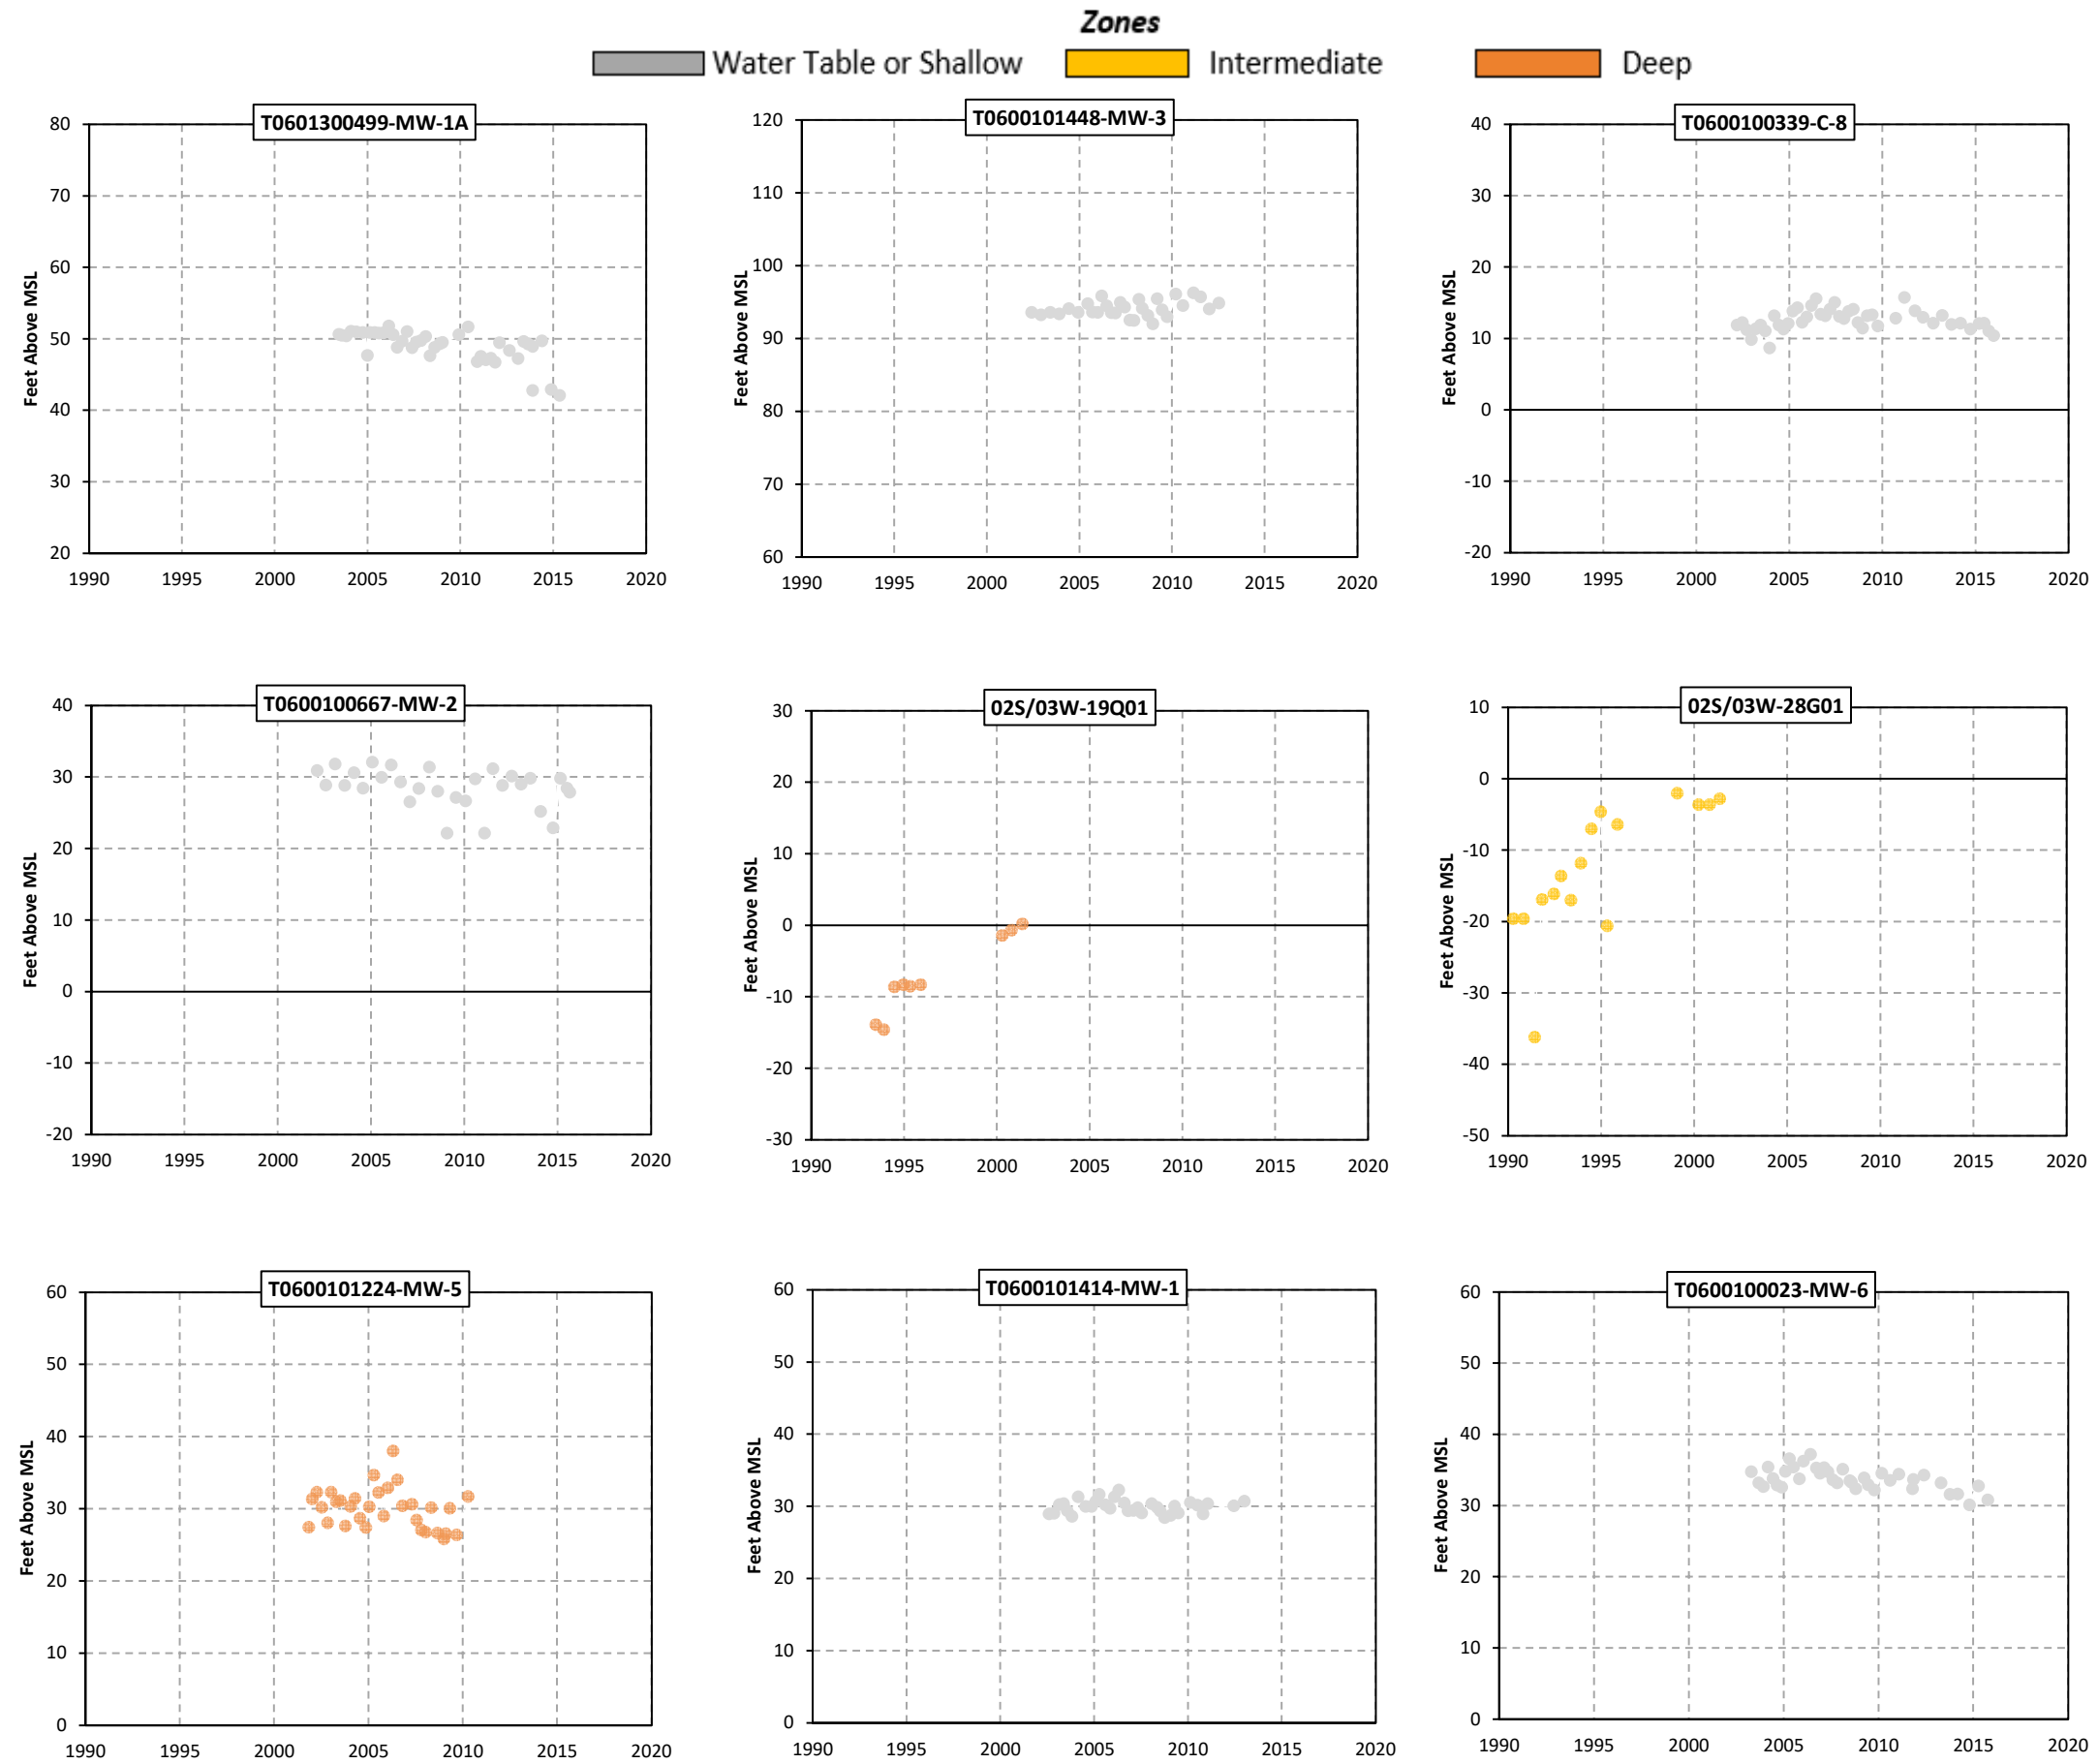 Zones
Water Table or Shallow Intermediate Deep
T0601300499-MW-1A
Feet Above MSL
80
70
60
50
40
30
20
1990 1995 2000 2005 2010 2015 2020
T0600101448-MW-3
Feet Above MSL
120
110
100
90
80
70
60
1990 1995 2000 2005 2010 2015 2020
T0600100339-C-8
Feet Above MSL
40
30
20
10
0
-10
-20
1990 1995 2000 2005 2010 2015 2020
T0600100667-MW-2
Feet Above MSL
40
30
20
10
0
-10
-20
1990 1995 2000 2005 2010 2015 2020
02S/03W-19Q01
Feet Above MSL
30
20
10
0
-10
-20
-30
1990 1995 2000 2005 2010 2015 2020
02S/03W-28G01
Feet Above MSL
10
0
-10
-20
-30
-40
-50
1990 1995 2000 2005 2010 2015 2020
T0600101224-MW-5
Feet Above MSL
60
50
40
30
20
10
0
1990 1995 2000 2005 2010 2015 2020
T0600101414-MW-1
Feet Above MSL
60
50
40
30
20
10
0
1990 1995 2000 2005 2010 2015 2020
T0600100023-MW-6
Feet Above MSL
60
50
40
30
20
10
0
1990 1995 2000 2005 2010 2015 2020